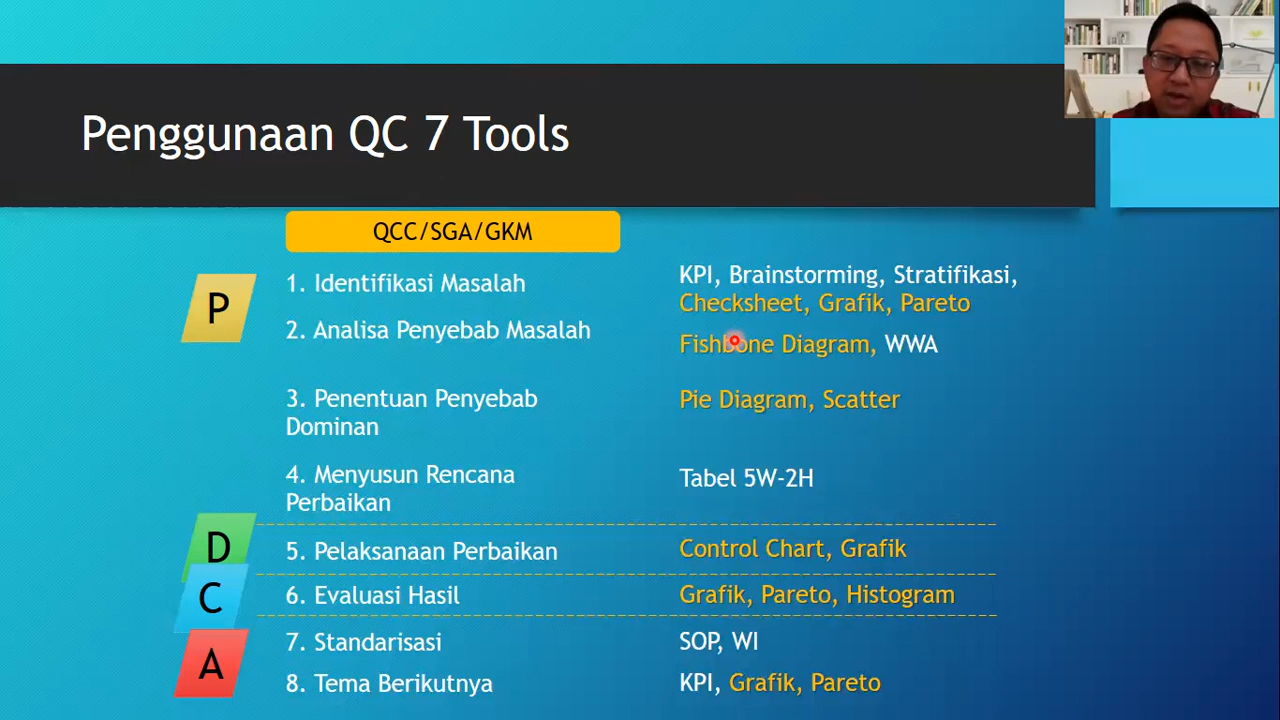 Penggunaan QC 7 Tools
QCC/SGA/GKM
P
1. Identifikasi Masalah
KPI, Brainstorming, Stratifikasi,
Checksheet, Grafik, Pareto
2. Analisa Penyebab Masalah
Fishbone Diagram, WWA
3. Penentuan Penyebab
Dominan
Pie Diagram, Scatter
4. Menyusun Rencana
Perbaikan
Tabel 5W-2H
D
5. Pelaksanaan Perbaikan
Control Chart, Grafik
C
6. Evaluasi Hasil
Grafik, Pareto, Histogram
A
7. Standarisasi
SOP, WI
8. Tema Berikutnya
KPI, Grafik, Pareto